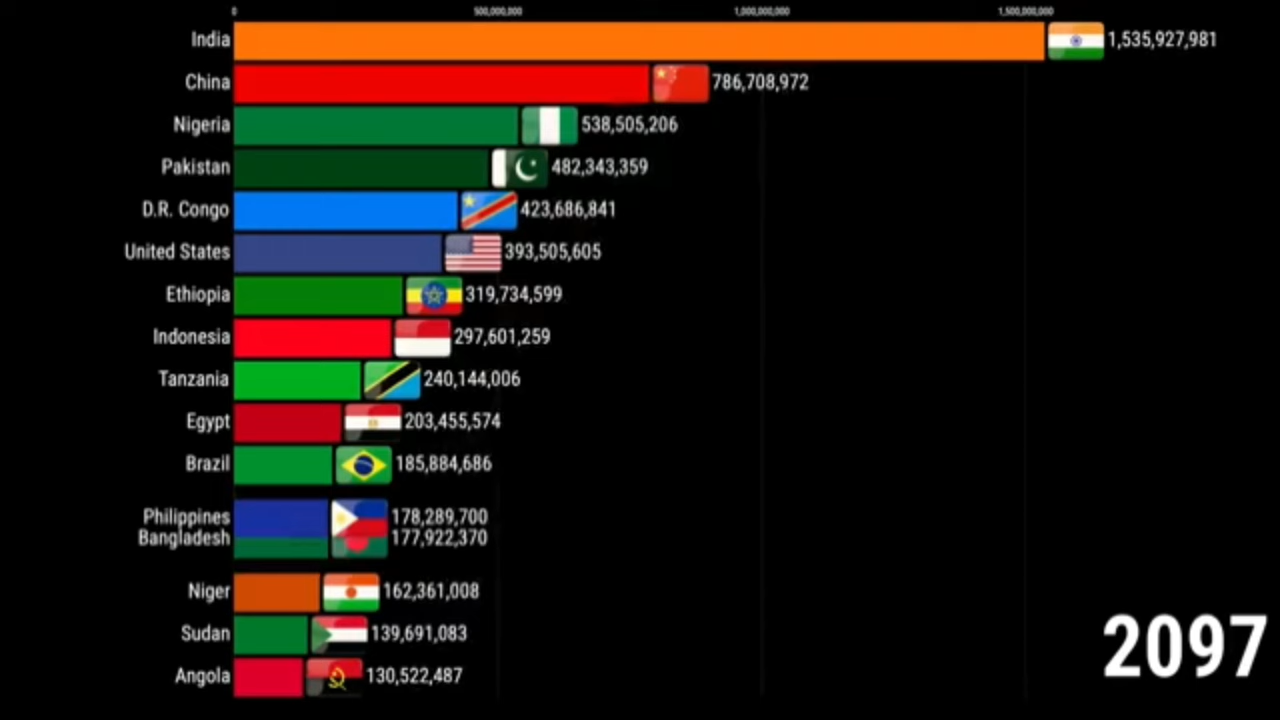 0 500,000,000 1,000,000,000 1,500,000,000
India 1,535,927,981
China 786,708,972
Nigeria 538,505,206
Pakistan 482,343,359
D.R. Congo 423,686,841
United States 393,505,605
Ethiopia 319,734,599
Indonesia 297,601,259
Tanzania 240,144,006
Egypt 203,455,574
Brazil 185,884,686
Philippines 178,289,700
Bangladesh 177,922,370
Niger 162,361,008
Sudan 139,691,083
Angola 130,522,487
2097